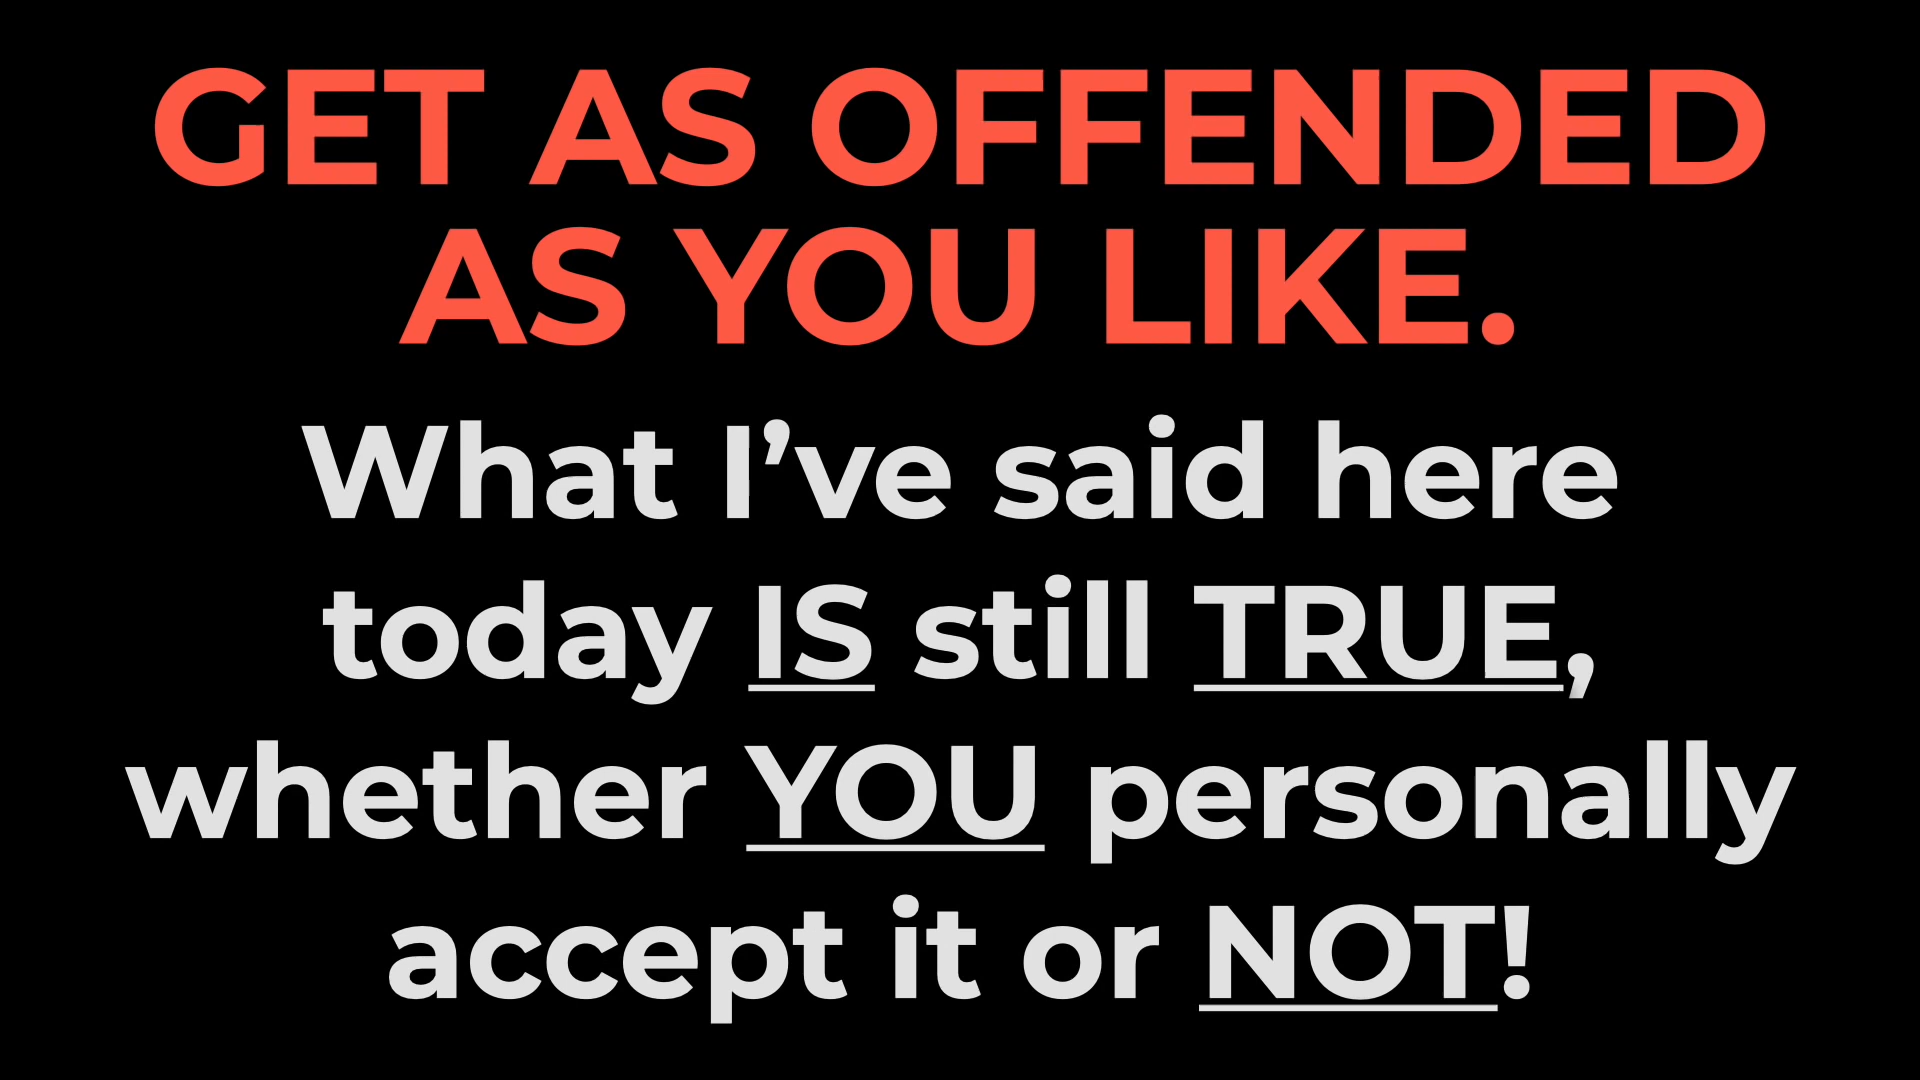 GET AS OFFENDED
AS YOU LIKE.
What I’ve said here
today IS still TRUE,
whether YOU personally
accept it or NOT!